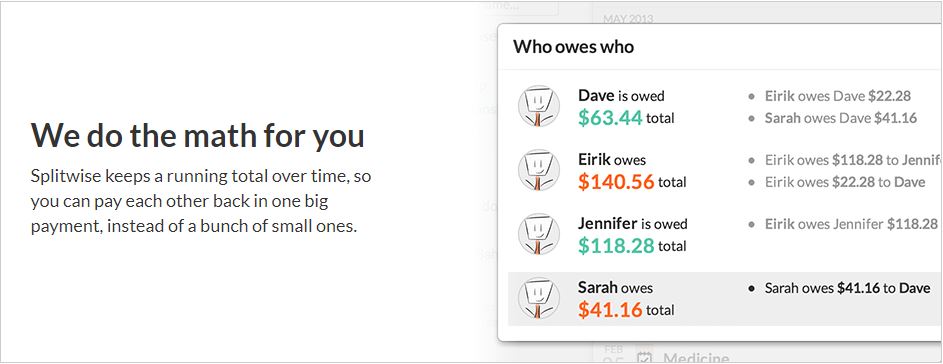 MAY 2013
Who owes who
We do the math for you
Splitwise keeps a running total over time, so
you can pay each other back in one big
payment, instead of a bunch of small ones.
Dave is owed
$63.44 total
• Eirik owes Dave $22.28
• Sarah owes Dave $41.16
Eirik owes
$140.56 total
• Eirik owes $118.28 to Jennif
• Eirik owes $22.28 to Dave
Jennifer is owed
$118.28 total
• Eirik owes Jennifer $118.28
Sarah owes
$41.16 total
• Sarah owes $41.16 to Dave
FEB
Medicine